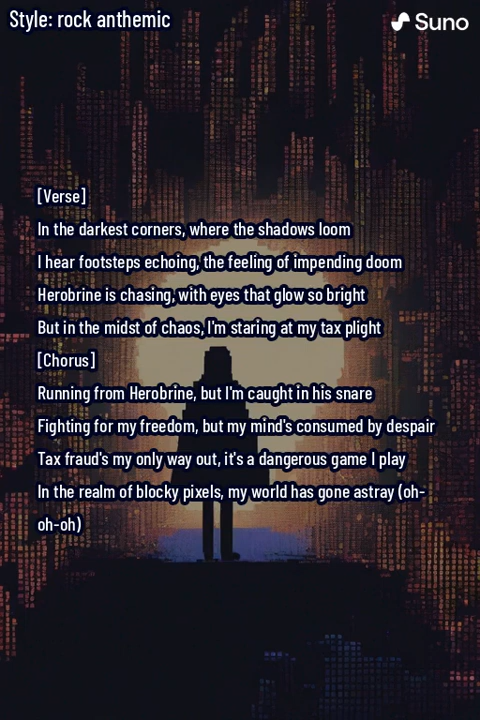 Style: rock anthemic
Suno
[Verse]
In the darkest corners, where the shadows loom
I hear footsteps echoing, the feeling of impending doom
Herobrine is chasing, with eyes that glow so bright
But in the midst of chaos, I'm staring at my tax plight
[Chorus]
Running from Herobrine, but I'm caught in his snare
Fighting for my freedom, but my mind's consumed by despair
Tax fraud's my only way out, it's a dangerous game I play
In the realm of blocky pixels, my world has gone astray (oh-
oh-oh)